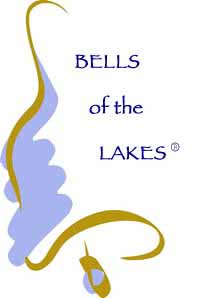 BELLS
of the
LAKES ®